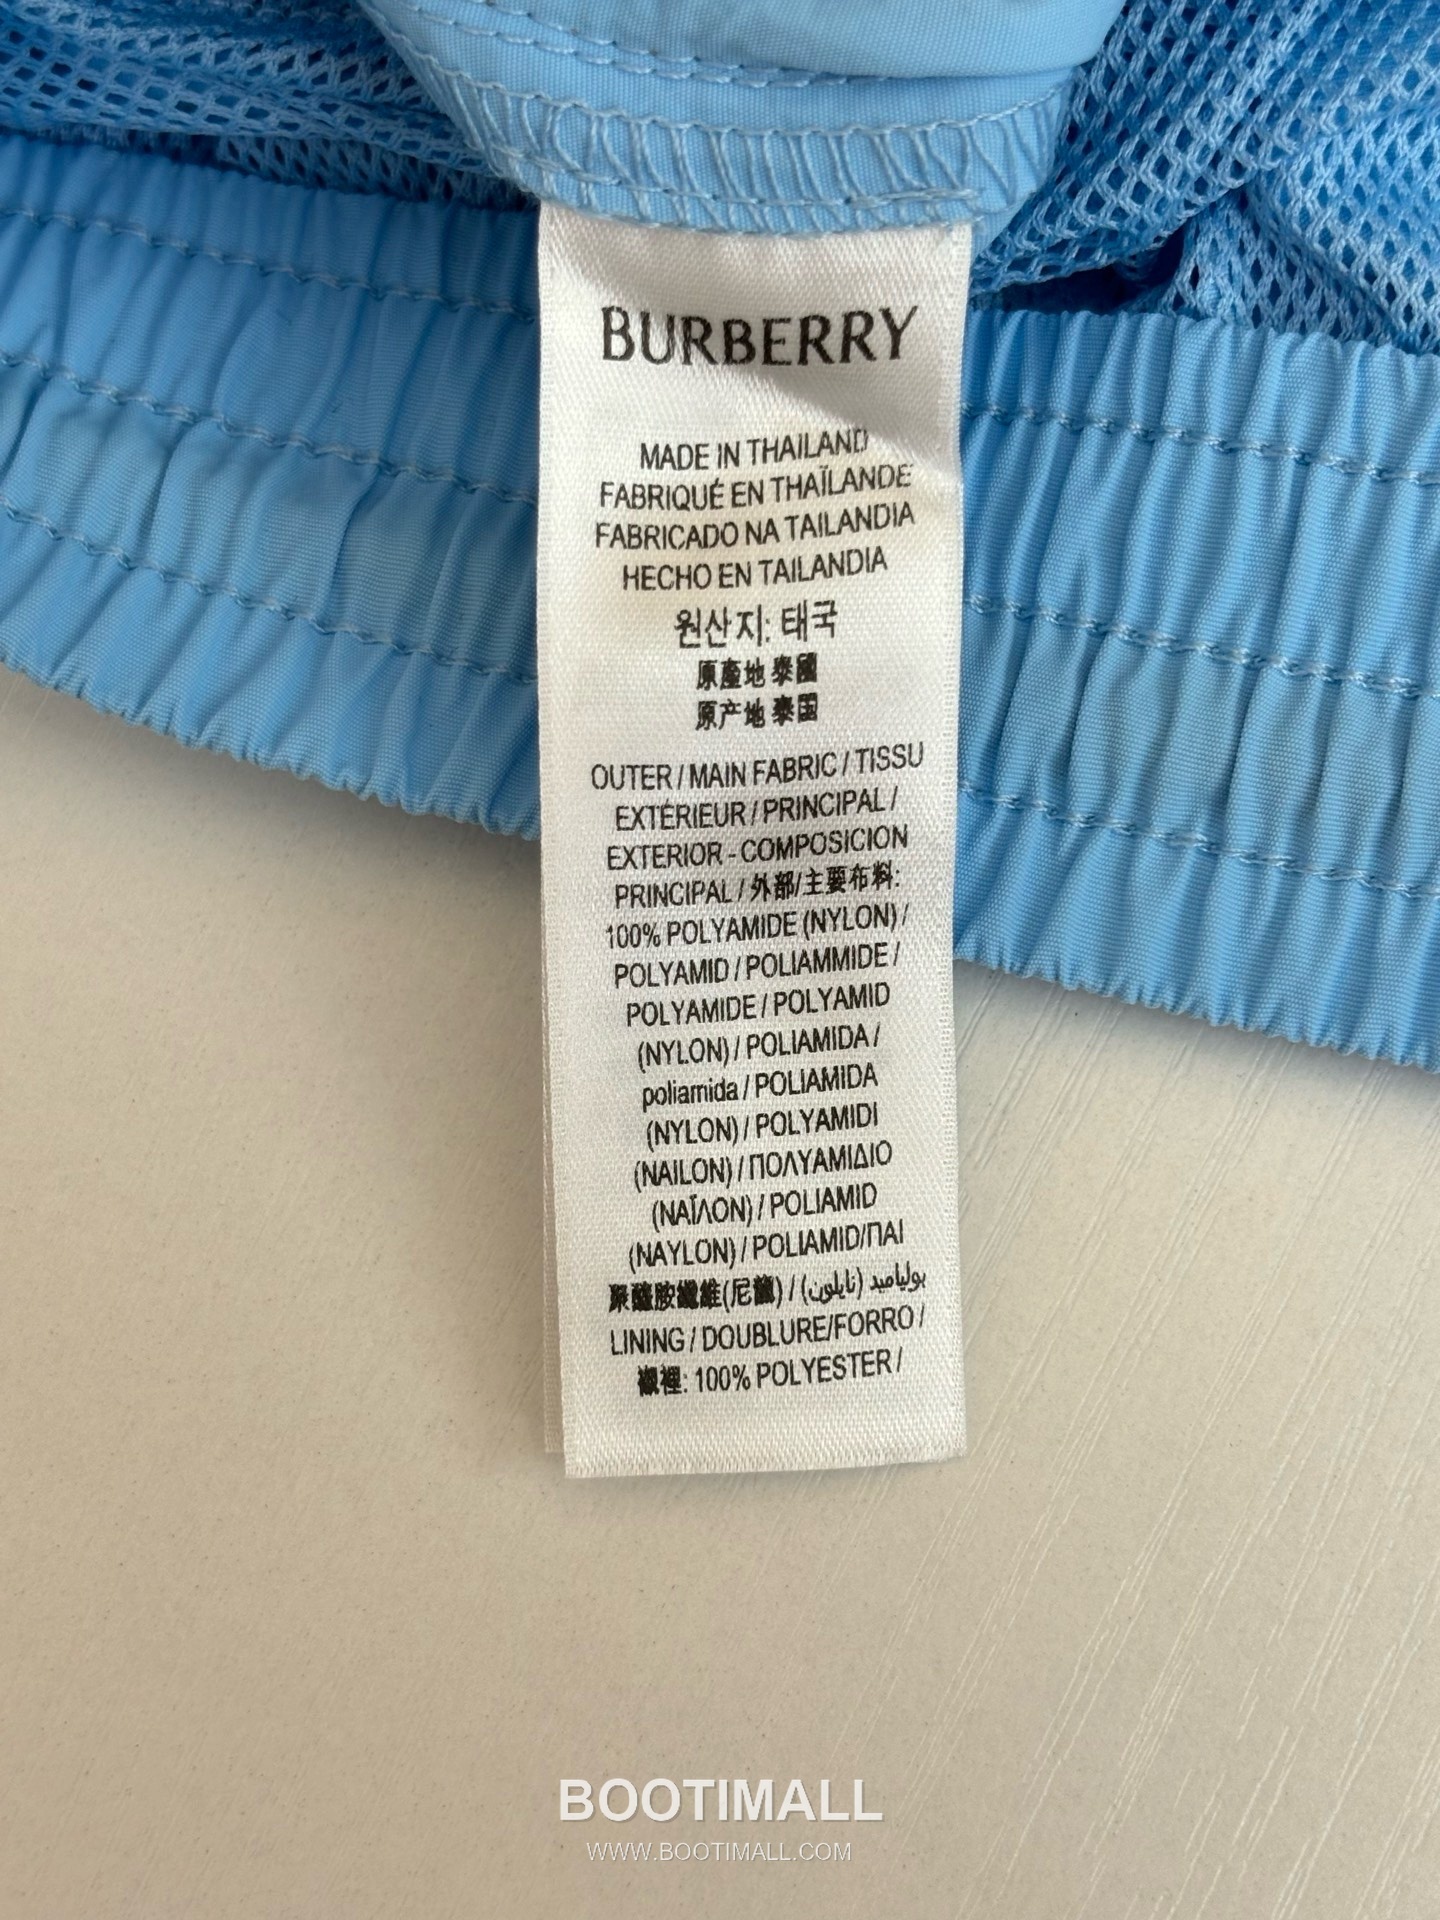 BURBERRY
MADE IN THAILAND
FABRIQUÉ EN THAÏLANDE
FABRICADO NA TAILANDIA
HECHO EN TAILANDIA
원산지: 태국
原產地 泰國
原产地 泰国
OUTER / MAIN FABRIC / TISSU
EXTÉRIEUR / PRINCIPAL /
EXTERIOR - COMPOSICION
PRINCIPAL / 外部/主要布料:
100% POLYAMIDE (NYLON) /
POLYAMID / POLIAMMIDE /
POLYAMIDE / POLYAMID
(NYLON) / POLIAMIDA /
poliamida / POLIAMIDA
(NYLON) / POLYAMIDI
(NAILON) / ΠΟΛΥΑΜΙΔΙΟ
(ΝΑΪΛΟΝ) / POLIAMID
(NAYLON) / POLIAMID/ПАІ
聚醯胺纖維(尼龍) / بولياميد (نايلون)
LINING / DOUBLURE/FORRO /
襯裡: 100% POLYESTER /
BOOTIMALL
WWW.BOOTIMALL.COM